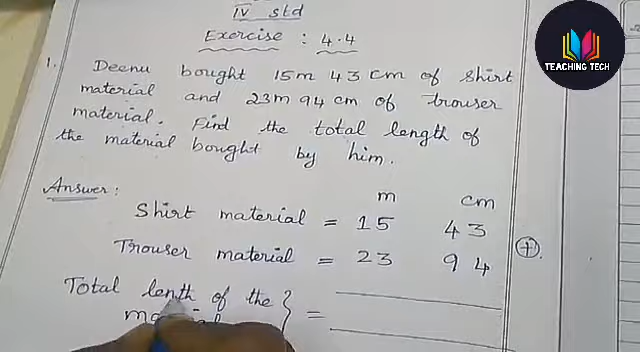 IV std
Exercise : 4.4
TEACHING TECH
1. Deenu bought 15m 43 cm of shirt
material and 23m 94 cm of trouser
material. Find the total length of
the material bought by him.
Answer :
m cm
Shirt material = 15 43
Trouser material = 23 94 (+)
Total length of the
} =